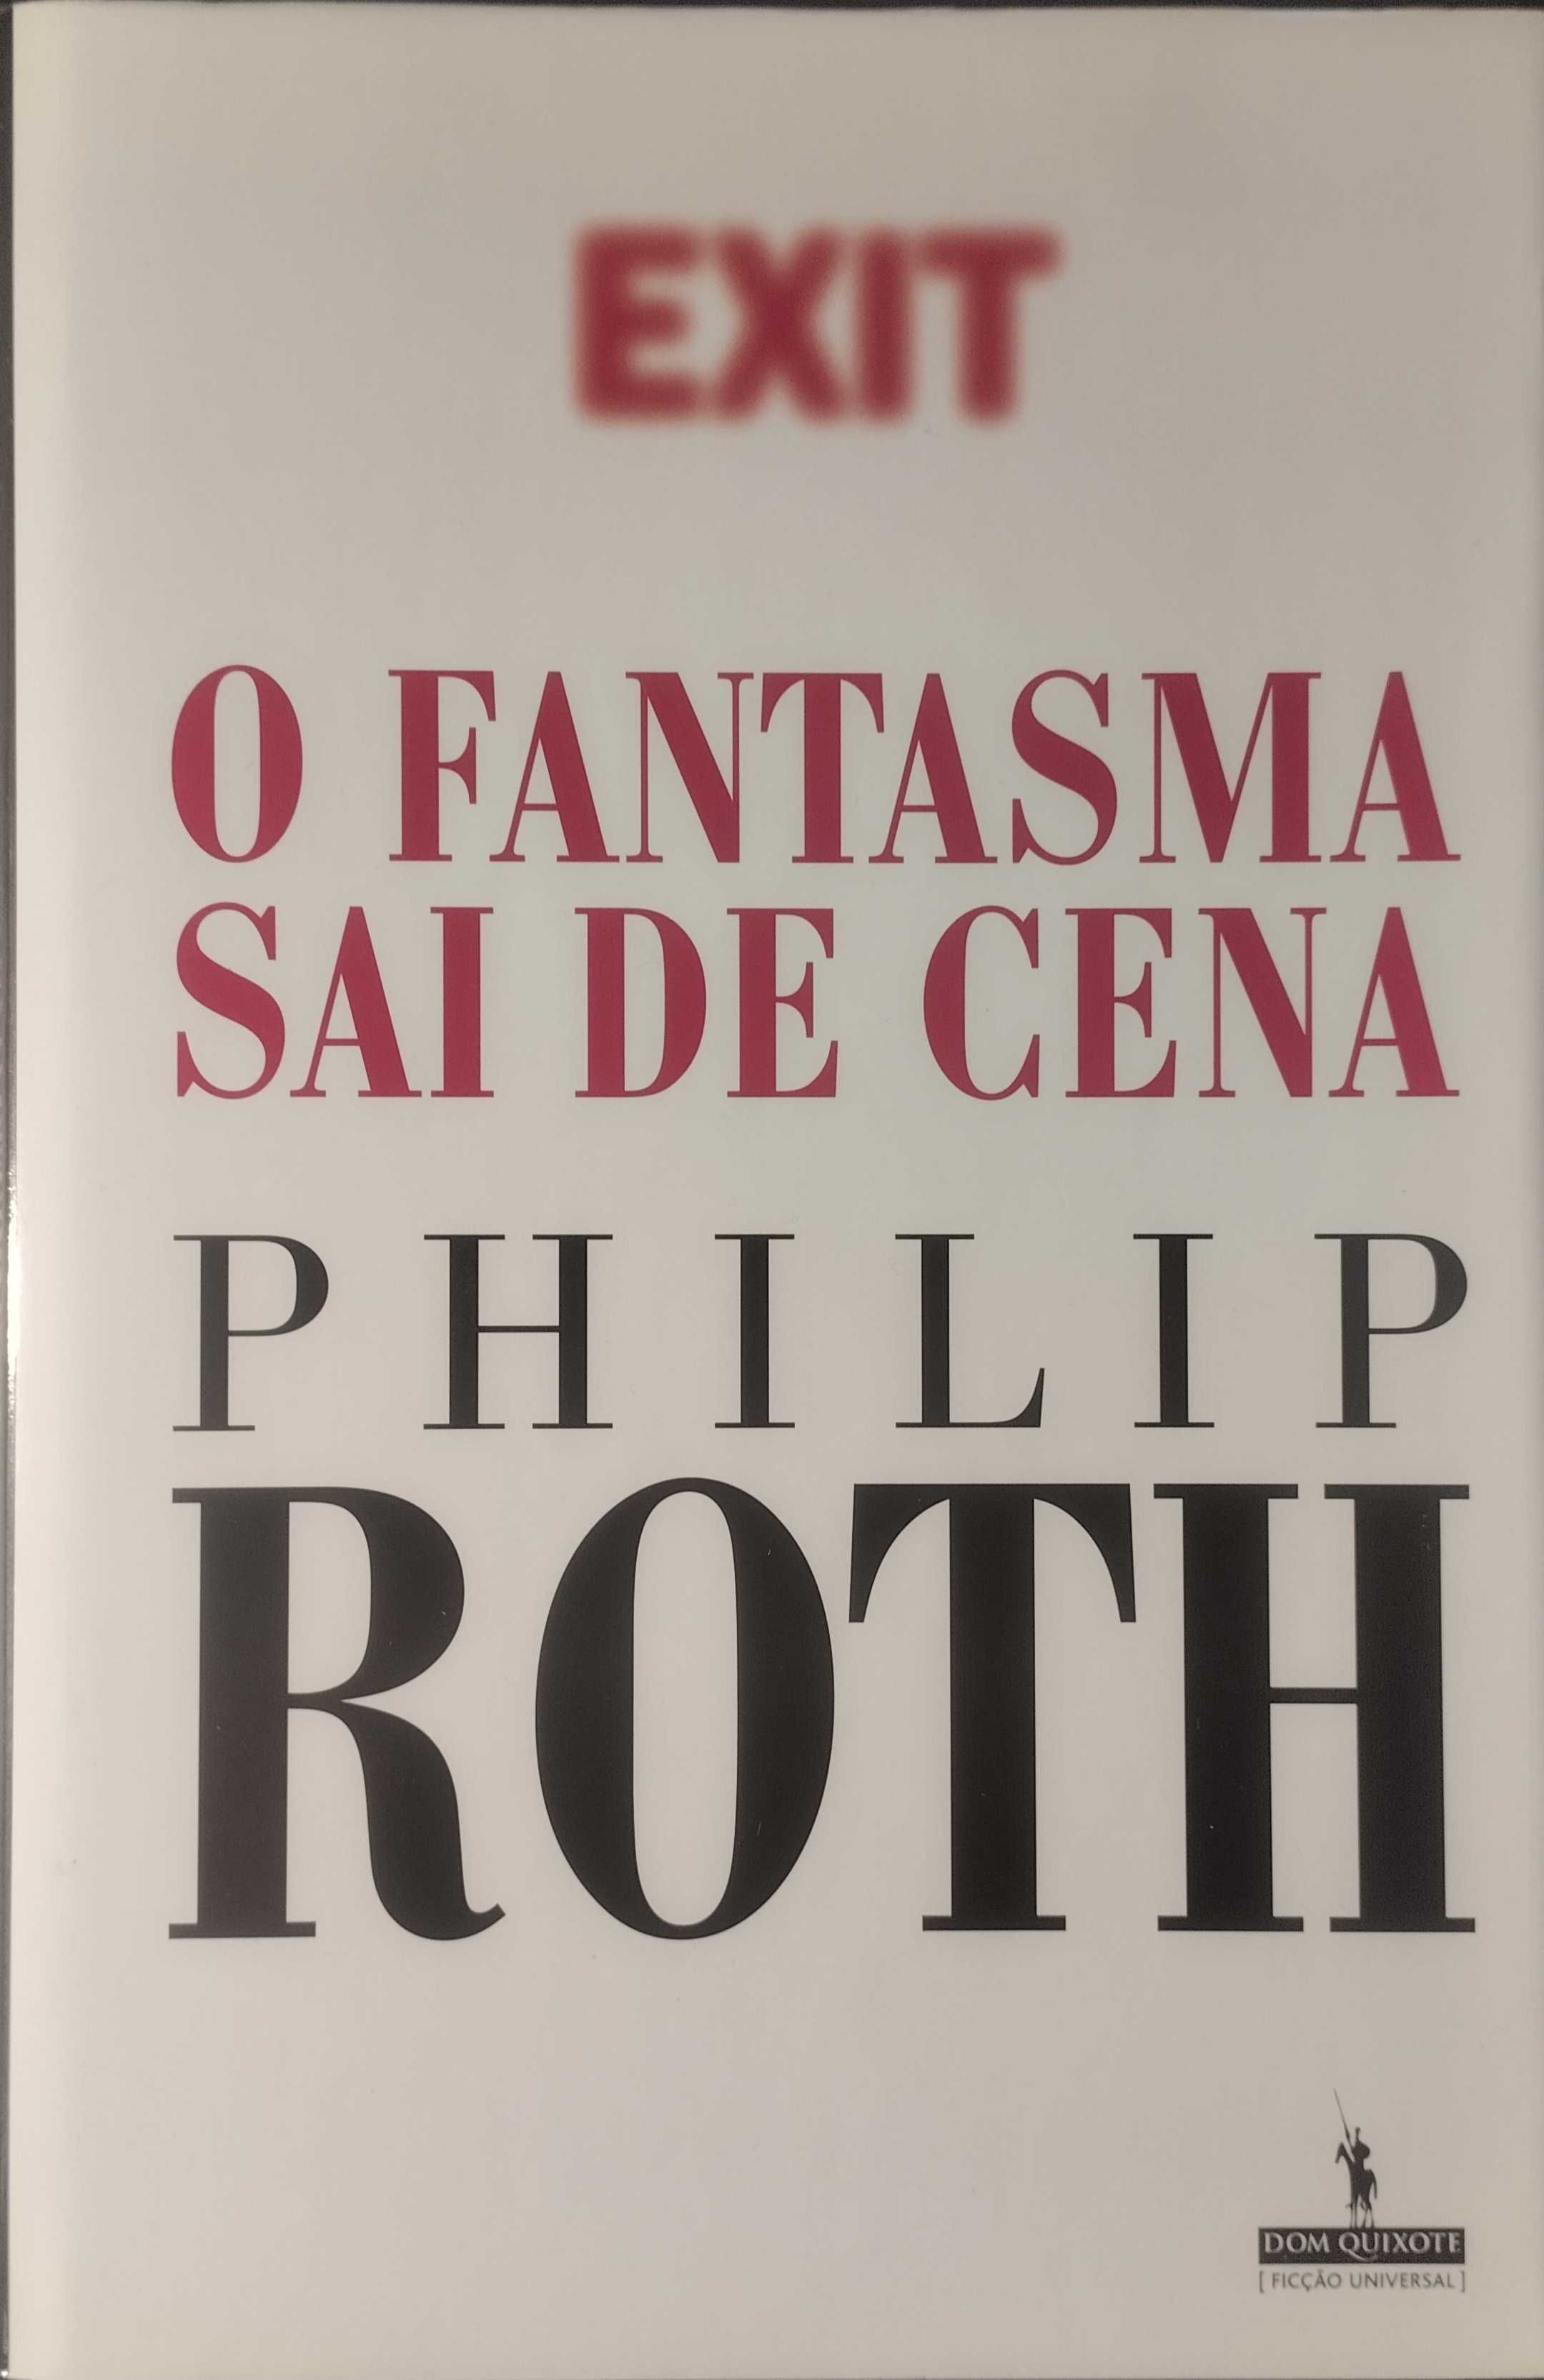 EXIT
O FANTASMA
SAI DE CENA
PHILIP
ROTH
DOM QUIXOTE
[ FICÇÃO UNIVERSAL ]